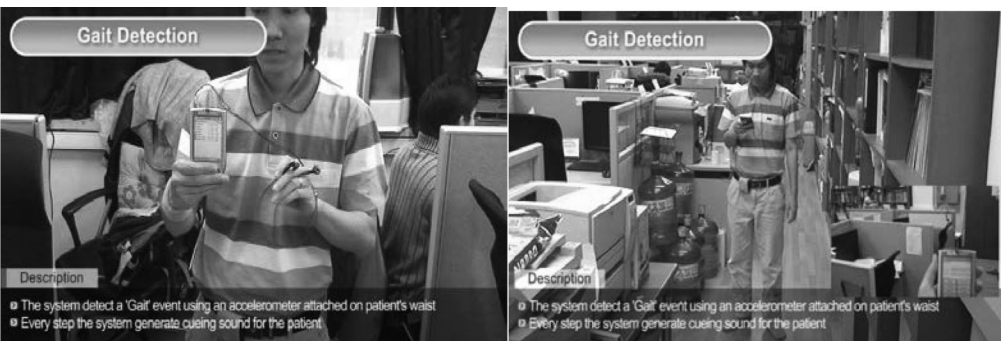 Gait Detection
Description
The system detect a 'Gait' event using an accelerometer attached on patient's waist
Every step the system generate cueing sound for the patient
Gait Detection
Description
The system detect a 'Gait' event using an accelerometer attached on patient's waist
Every step the system generate cueing sound for the patient